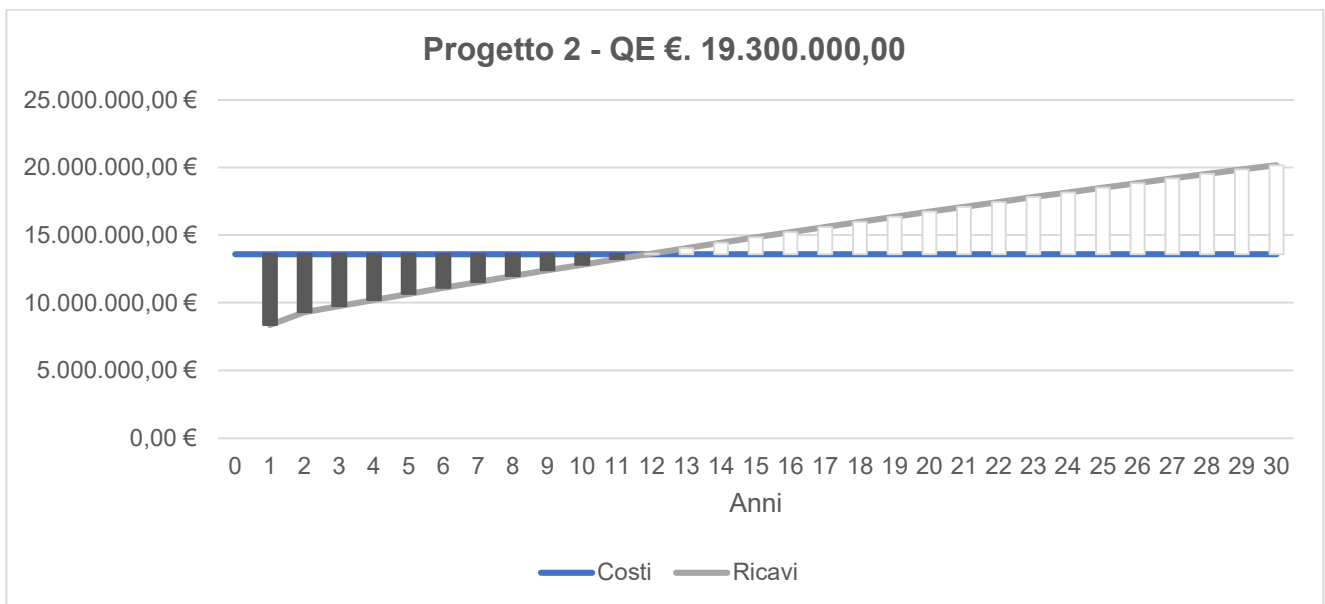 Progetto 2 - QE €. 19.300.000,00
25.000.000,00 €
20.000.000,00 €
15.000.000,00 €
10.000.000,00 €
5.000.000,00 €
0,00 €
0 1 2 3 4 5 6 7 8 9 10 11 12 13 14 15 16 17 18 19 20 21 22 23 24 25 26 27 28 29 30
Anni
Costi Ricavi